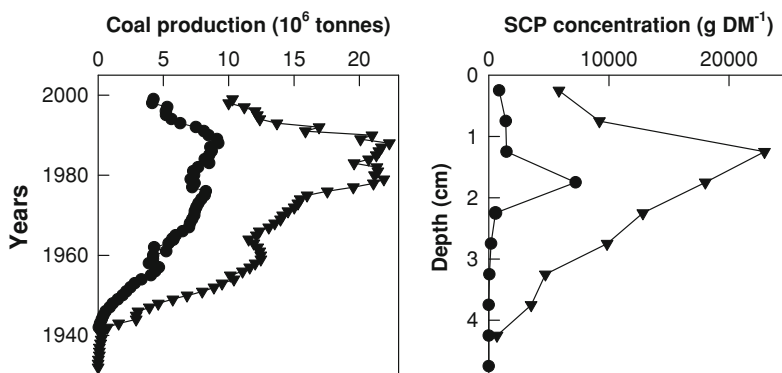 Coal production (10⁶ tonnes)
0 5 10 15 20
2000
1980
1960
1940
Years
SCP concentration (g DM⁻¹)
0 10000 20000
0
1
2
3
4
Depth (cm)